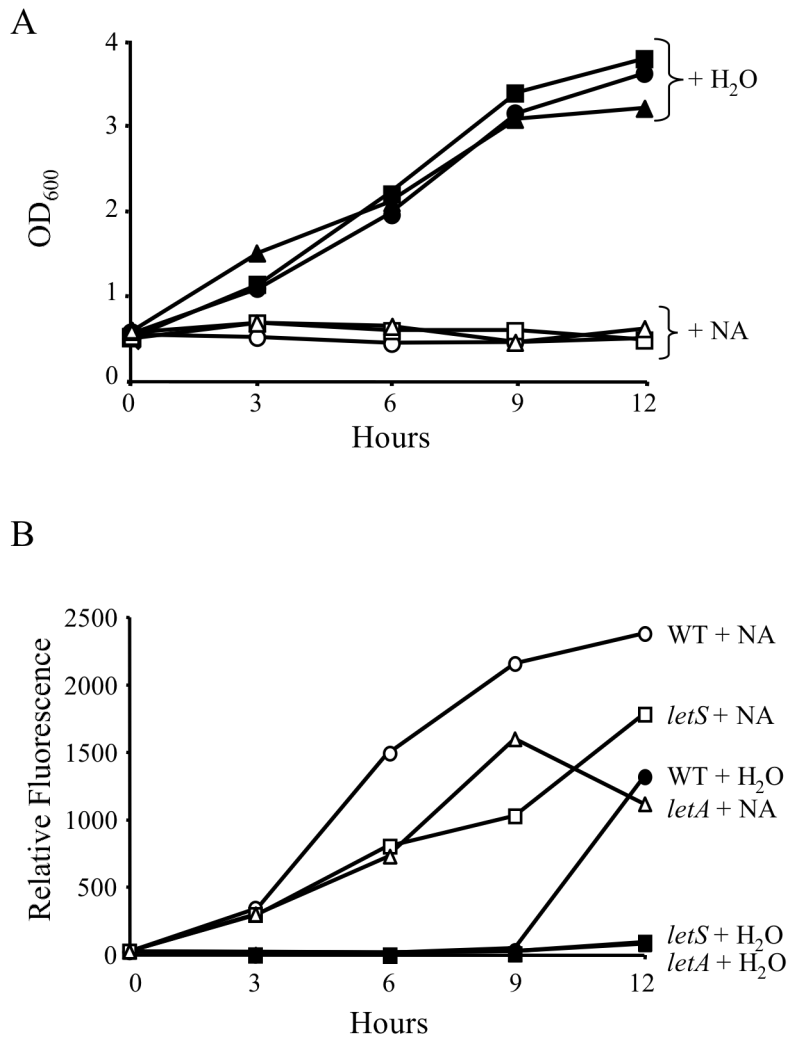 A
4
3
2
1
0
OD₆₀₀
+ H₂O
+ NA
0 3 6 9 12
Hours
B
2500
2000
1500
1000
500
0
Relative Fluorescence
WT + NA
letS + NA
WT + H₂O
letA + NA
letS + H₂O
letA + H₂O
0 3 6 9 12
Hours